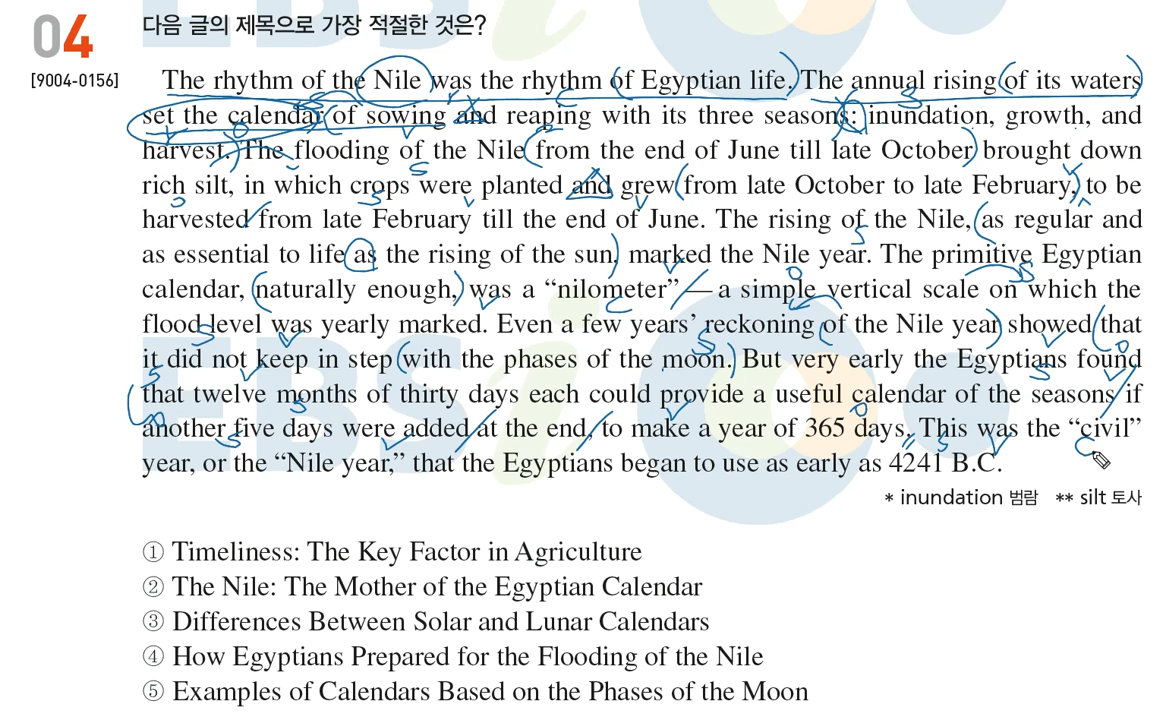 04
다음 글의 제목으로 가장 적절한 것은?
[9004-0156]
The rhythm of the Nile was the rhythm of Egyptian life. The annual rising of its waters
set the calendar of sowing and reaping with its three seasons: inundation, growth, and
harvest. The flooding of the Nile from the end of June till late October brought down
rich silt, in which crops were planted and grew from late October to late February, to be
harvested from late February till the end of June. The rising of the Nile, as regular and
as essential to life as the rising of the sun, marked the Nile year. The primitive Egyptian
calendar, naturally enough, was a “nilometer” — a simple vertical scale on which the
flood level was yearly marked. Even a few years’ reckoning of the Nile year showed that
it did not keep in step with the phases of the moon. But very early the Egyptians found
that twelve months of thirty days each could provide a useful calendar of the seasons if
another five days were added at the end, to make a year of 365 days. This was the “civil”
year, or the “Nile year,” that the Egyptians began to use as early as 4241 B.C.
* inundation 범람 ** silt 토사
① Timeliness: The Key Factor in Agriculture
② The Nile: The Mother of the Egyptian Calendar
③ Differences Between Solar and Lunar Calendars
④ How Egyptians Prepared for the Flooding of the Nile
⑤ Examples of Calendars Based on the Phases of the Moon